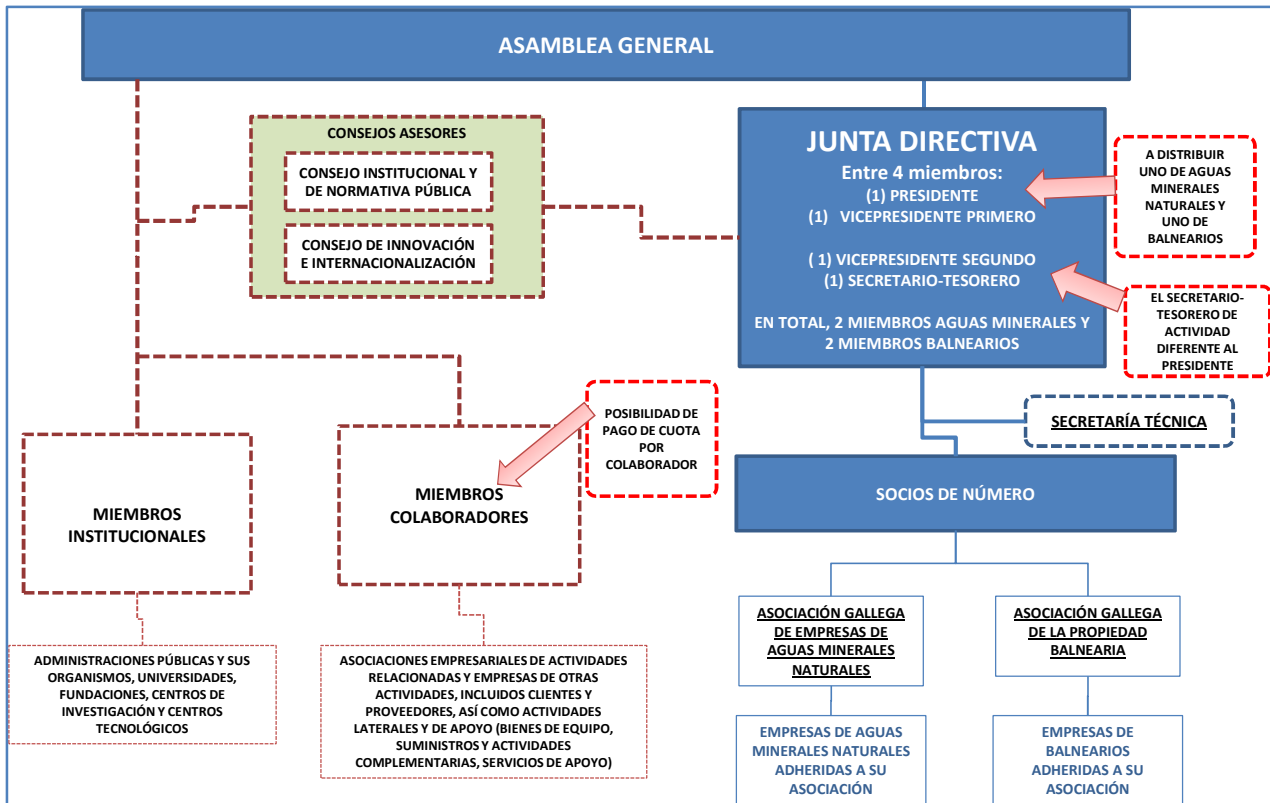 ASAMBLEA GENERAL
CONSEJOS ASESORES
CONSEJO INSTITUCIONAL Y
DE NORMATIVA PÚBLICA
CONSEJO DE INNOVACIÓN
E INTERNACIONALIZACIÓN
JUNTA DIRECTIVA
Entre 4 miembros:
(1) PRESIDENTE
(1) VICEPRESIDENTE PRIMERO
( 1) VICEPRESIDENTE SEGUNDO
(1) SECRETARIO-TESORERO
EN TOTAL, 2 MIEMBROS AGUAS MINERALES Y
2 MIEMBROS BALNEARIOS
A DISTRIBUIR
UNO DE AGUAS
MINERALES
NATURALES Y
UNO DE
BALNEARIOS
EL SECRETARIO-
TESORERO DE
ACTIVIDAD
DIFERENTE AL
PRESIDENTE
SECRETARÍA TÉCNICA
POSIBILIDAD DE
PAGO DE CUOTA
POR
COLABORADOR
MIEMBROS
INSTITUCIONALES
MIEMBROS
COLABORADORES
SOCIOS DE NÚMERO
ADMINISTRACIONES PÚBLICAS Y SUS
ORGANISMOS, UNIVERSIDADES,
FUNDACIONES, CENTROS DE
INVESTIGACIÓN Y CENTROS
TECNOLÓGICOS
ASOCIACIONES EMPRESARIALES DE ACTIVIDADES
RELACIONADAS Y EMPRESAS DE OTRAS
ACTIVIDADES, INCLUIDOS CLIENTES Y
PROVEEDORES, ASÍ COMO ACTIVIDADES
LATERALES Y DE APOYO (BIENES DE EQUIPO,
SUMINISTROS Y ACTIVIDADES
COMPLEMENTARIAS, SERVICIOS DE APOYO)
ASOCIACIÓN GALLEGA
DE EMPRESAS DE
AGUAS MINERALES
NATURALES
ASOCIACIÓN GALLEGA
DE LA PROPIEDAD
BALNEARIA
EMPRESAS DE AGUAS
MINERALES NATURALES
ADHERIDAS A SU
ASOCIACIÓN
EMPRESAS DE
BALNEARIOS
ADHERIDAS A SU
ASOCIACIÓN